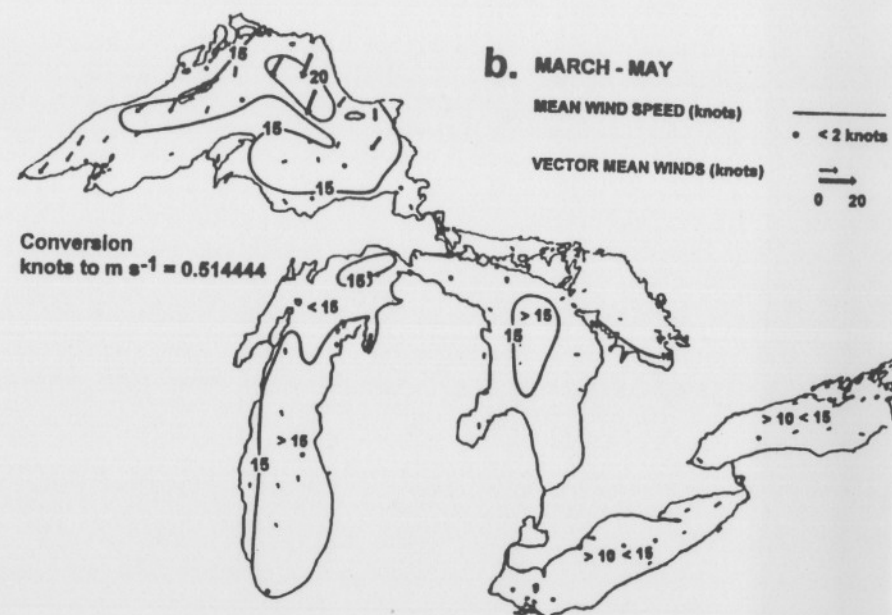 b. MARCH - MAY
MEAN WIND SPEED (knots)
< 2 knots
VECTOR MEAN WINDS (knots)
0 20
Conversion
knots to m s-1 = 0.514444
15
20
15
15
15
< 15
> 15
15
> 15
15
> 10 < 15
> 10 < 15